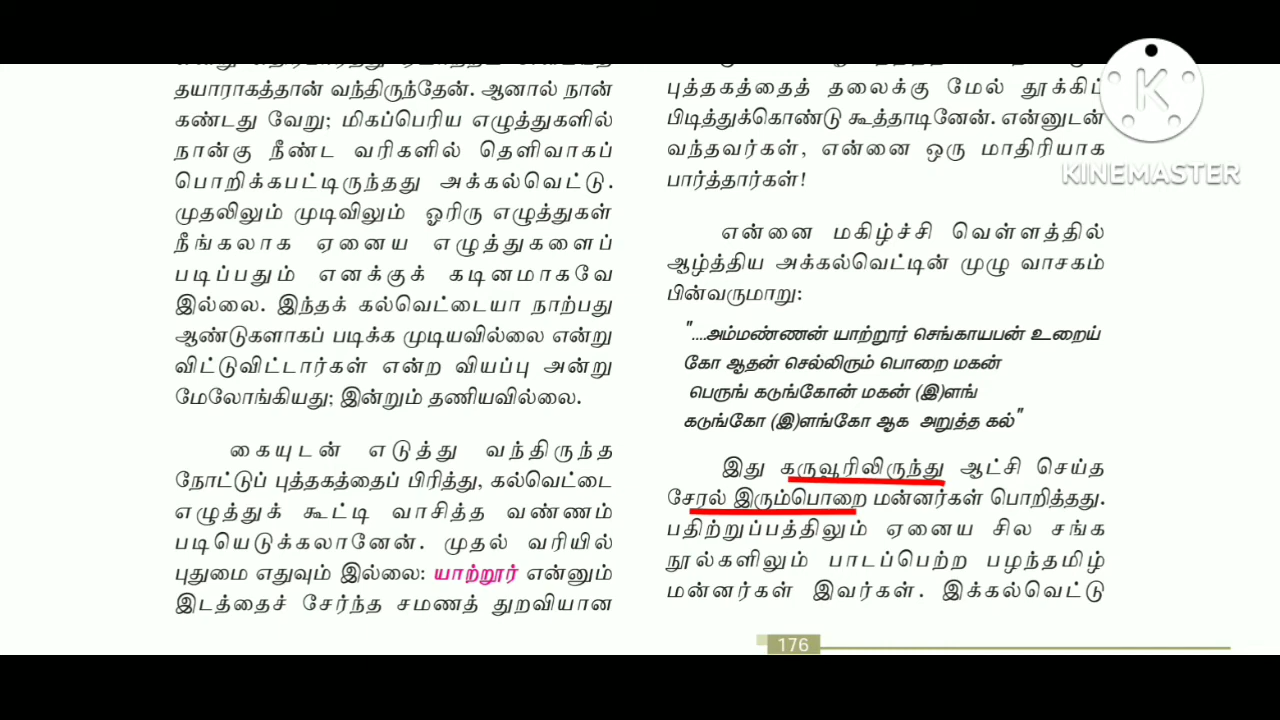 தயாராகத்தான் வந்திருந்தேன். ஆனால் நான்
கண்டது வேறு; மிகப்பெரிய எழுத்துகளில்
நான்கு நீண்ட வரிகளில் தெளிவாகப்
பொறிக்கபட்டிருந்தது அக்கல்வெட்டு.
முதலிலும் முடிவிலும் ஓரிரு எழுத்துகள்
நீங்கலாக ஏனைய எழுத்துகளைப்
படிப்பதும் எனக்குக் கடினமாகவே
இல்லை. இந்தக் கல்வெட்டையா நாற்பது
ஆண்டுகளாகப் படிக்க முடியவில்லை என்று
விட்டுவிட்டார்கள் என்ற வியப்பு அன்று
மேலோங்கியது; இன்றும் தணியவில்லை.
கையுடன் எடுத்து வந்திருந்த
நோட்டுப் புத்தகத்தைப் பிரித்து, கல்வெட்டை
எழுத்துக் கூட்டி வாசித்த வண்ணம்
படியெடுக்கலானேன். முதல் வரியில்
புதுமை எதுவும் இல்லை: யாற்றூர் என்னும்
இடத்தைச் சேர்ந்த சமணத் துறவியான
புத்தகத்தைத் தலைக்கு மேல் தூக்கிப்
பிடித்துக்கொண்டு கூத்தாடினேன். என்னுடன்
வந்தவர்கள், என்னை ஒரு மாதிரியாக
பார்த்தார்கள்!
என்னை மகிழ்ச்சி வெள்ளத்தில்
ஆழ்த்திய அக்கல்வெட்டின் முழு வாசகம்
பின்வருமாறு:
"....அம்மண்ணன் யாற்றூர் செங்காயபன் உறைய்
கோ ஆதன் செல்லிரும் பொறை மகன்
பெருங் கடுங்கோன் மகன் (இ)ளங்
கடுங்கோ (இ)ளங்கோ ஆக அறுத்த கல்"
இது கருவூரிலிருந்து ஆட்சி செய்த
சேரல் இரும்பொறை மன்னர்கள் பொறித்தது.
பதிற்றுப்பத்திலும் ஏனைய சில சங்க
நூல்களிலும் பாடப்பெற்ற பழந்தமிழ்
மன்னர்கள் இவர்கள். இக்கல்வெட்டு
176
K
KINEMASTER